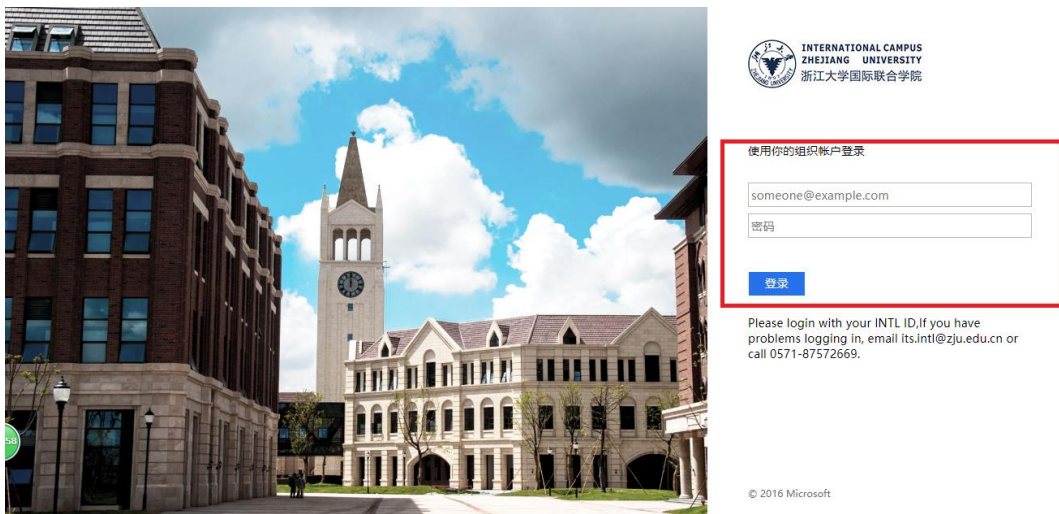 INTERNATIONAL CAMPUS
ZHEJIANG UNIVERSITY
浙江大学国际联合学院
使用你的组织帐户登录
someone@example.com
密码
登录
Please login with your INTL ID,If you have
problems logging in, email its.intl@zju.edu.cn or
call 0571-87572669.
58
© 2016 Microsoft